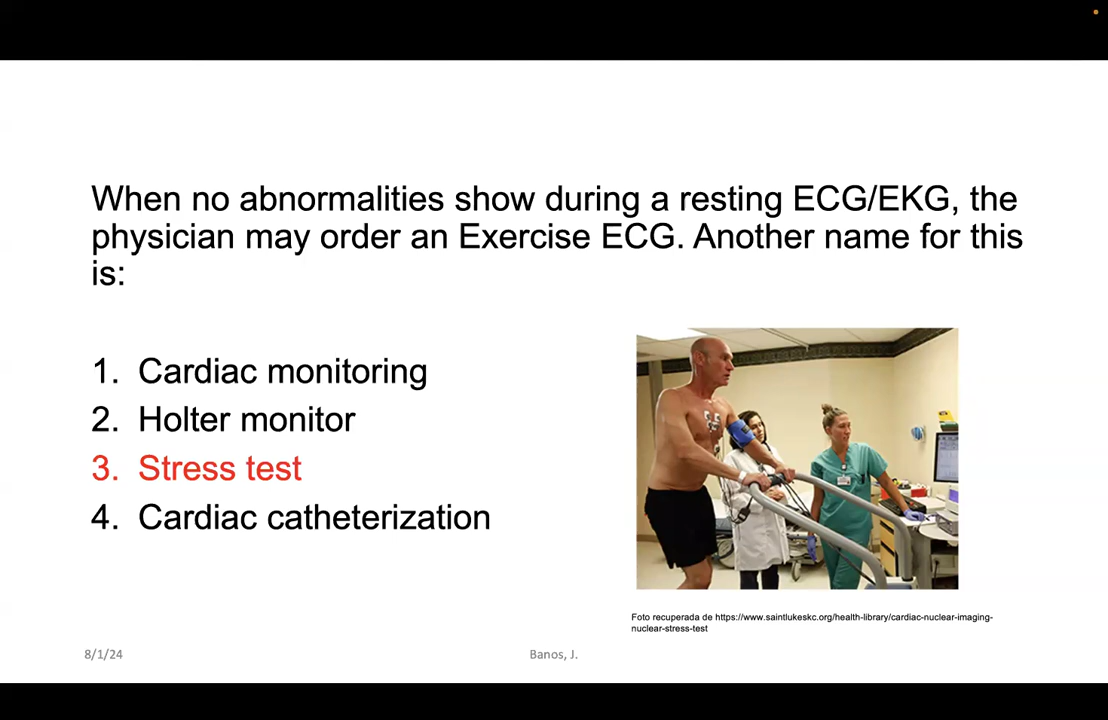 When no abnormalities show during a resting ECG/EKG, the
physician may order an Exercise ECG. Another name for this
is:
1. Cardiac monitoring
2. Holter monitor
3. Stress test
4. Cardiac catheterization
Foto recuperada de https://www.saintlukeskc.org/health-library/cardiac-nuclear-imaging-
nuclear-stress-test
8/1/24
Banos, J.